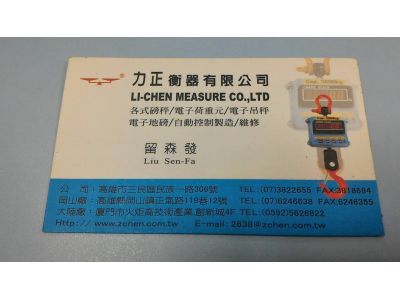 力正衡器有限公司
LI-CHEN MEASURE CO.,LTD
各式磅秤/電子荷重元/電子吊秤
電子地磅/自動控制製造/維修
留森發
Liu Sen-Fa
公司:高雄市三民區民族一路306號 TEL:(07)3822655 FAX:3918684
岡山廠:高雄縣岡山鎮正氣路119巷12號 TEL:(07)6246638 FAX:6246355
大陸廠:廈門市火炬高技術產業.創新城4F TEL:(0592)5626822
Http://www.zchen.com.tw E-mail:2638@zchen.com.tw